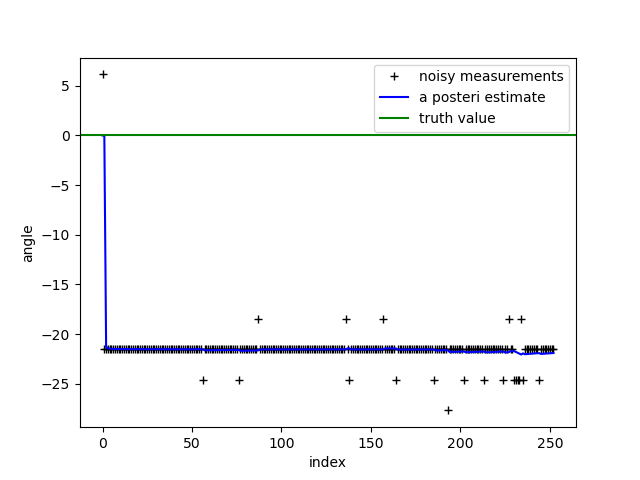 noisy measurements
a posteri estimate
truth value
5
0
−5
−10
−15
−20
−25
angle
0
50
100
150
200
250
index